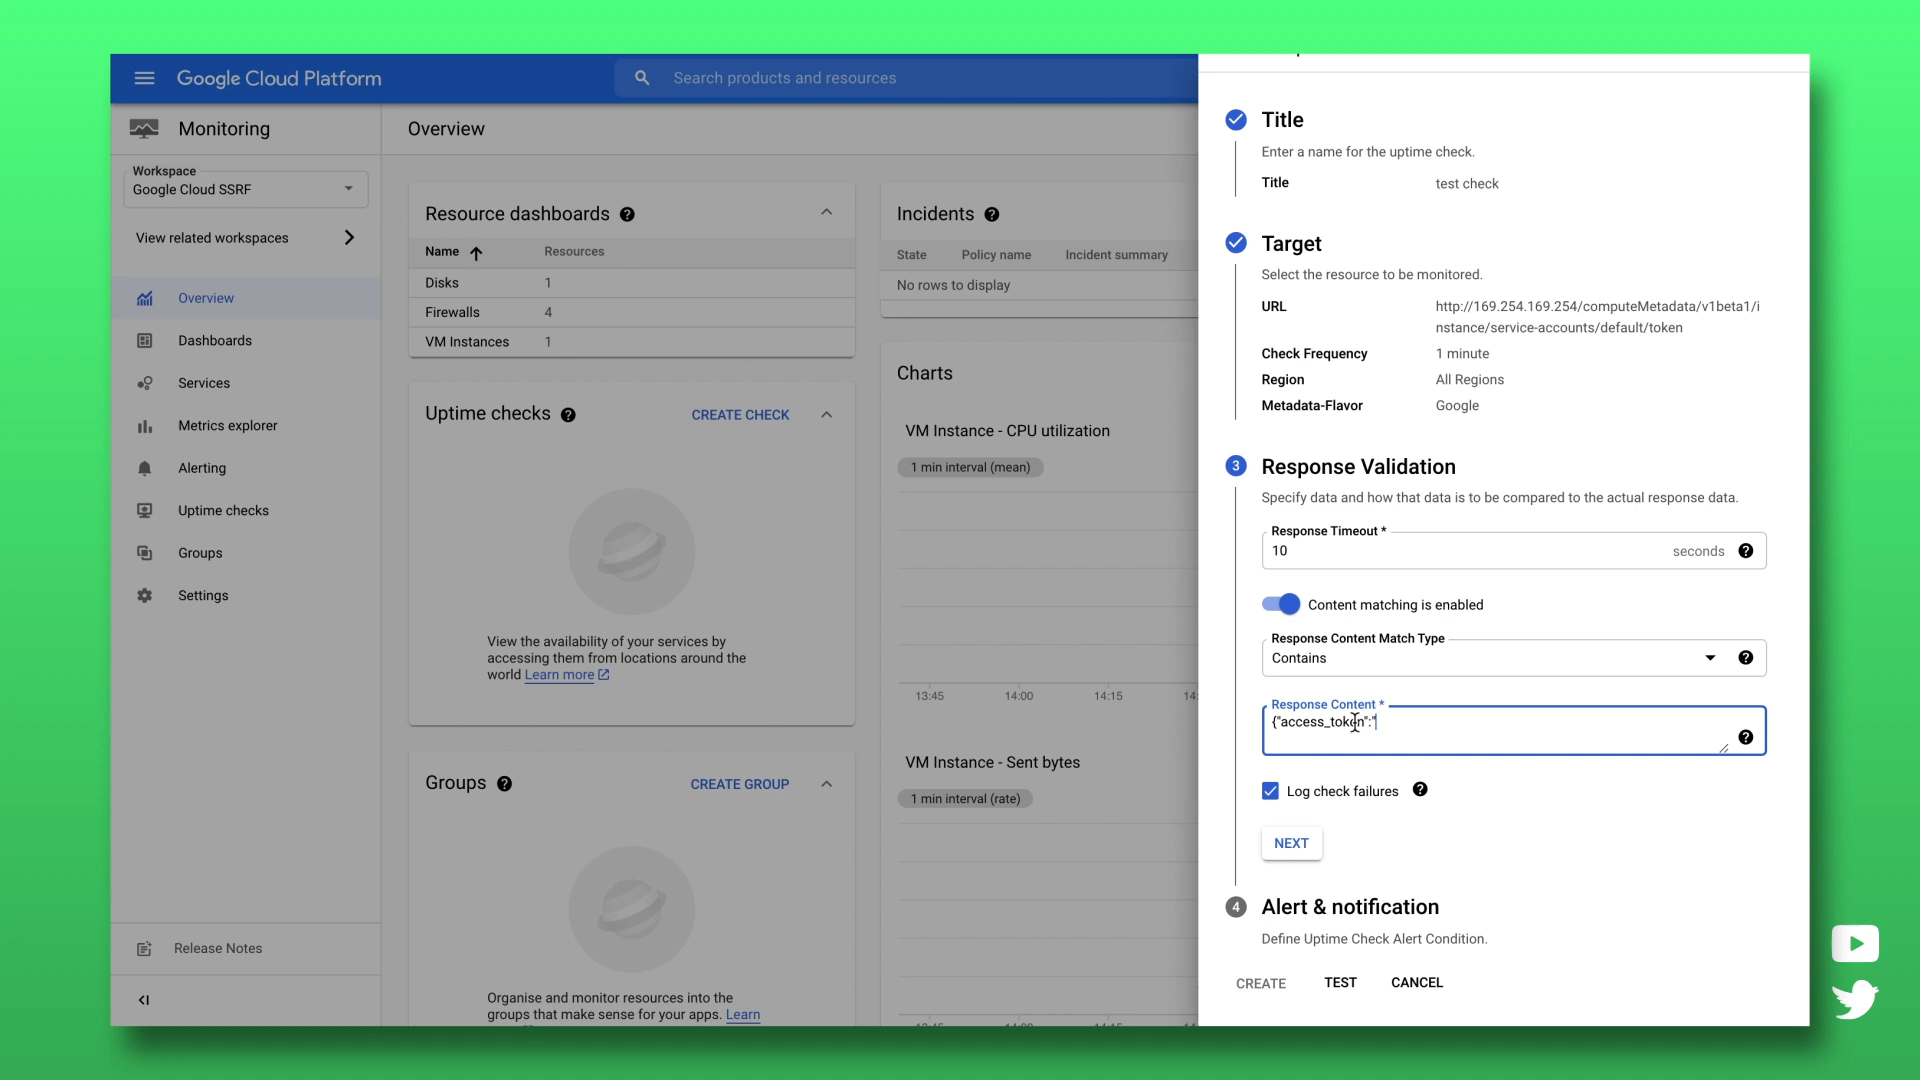 Google Cloud Platform
Search products and resources
Monitoring
Overview
Workspace
Google Cloud SSRF
View related workspaces
Overview
Dashboards
Services
Metrics explorer
Alerting
Uptime checks
Groups
Settings
Release Notes
Resource dashboards
Name
Resources
Disks 1
Firewalls 4
VM Instances 1
Uptime checks
CREATE CHECK
View the availability of your services by
accessing them from locations around the
world Learn more
Groups
CREATE GROUP
Organise and monitor resources into the
groups that make sense for your apps. Learn
Incidents
State Policy name Incident summary
No rows to display
Charts
VM Instance - CPU utilization
1 min interval (mean)
13:45 14:00 14:15 14:
VM Instance - Sent bytes
1 min interval (rate)
Title
Enter a name for the uptime check.
Title test check
Target
Select the resource to be monitored.
URL http://169.254.169.254/computeMetadata/v1beta1/i
nstance/service-accounts/default/token
Check Frequency 1 minute
Region All Regions
Metadata-Flavor Google
3 Response Validation
Specify data and how that data is to be compared to the actual response data.
Response Timeout *
10 seconds
Content matching is enabled
Response Content Match Type
Contains
Response Content *
{"access_token":"
Log check failures
NEXT
4 Alert & notification
Define Uptime Check Alert Condition.
CREATE TEST CANCEL